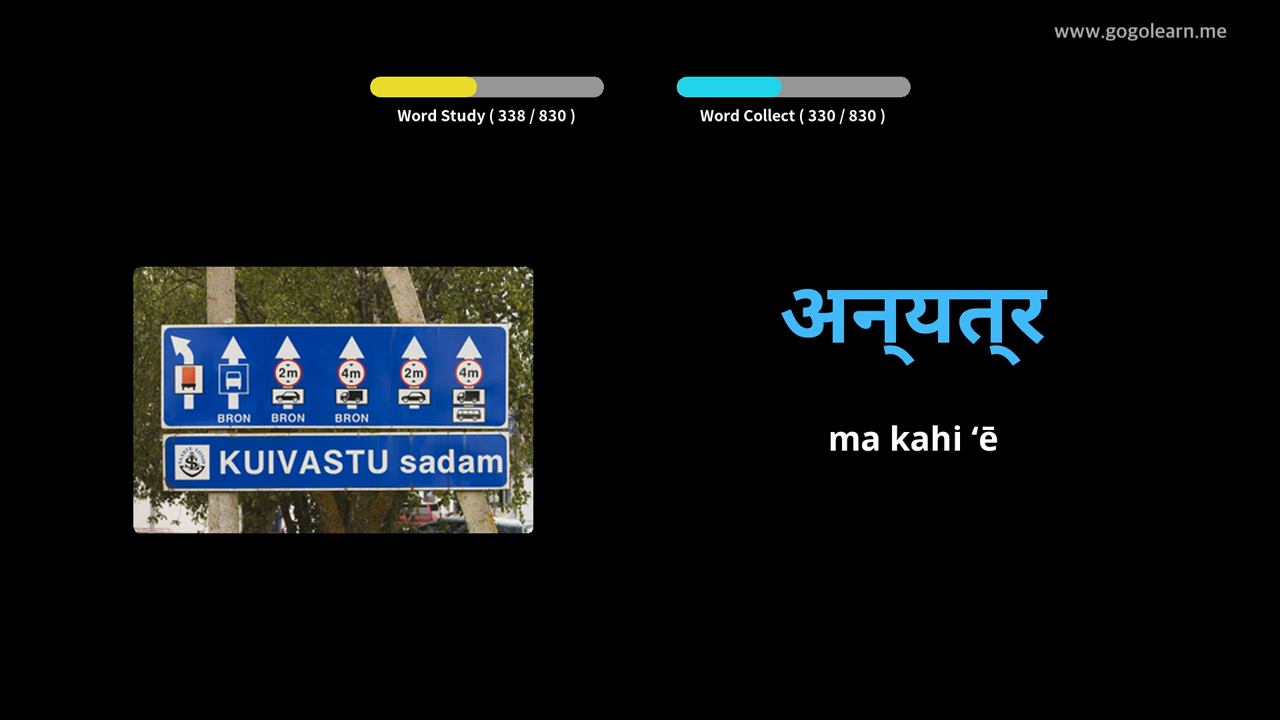 www.gogolearn.me
Word Study ( 338 / 830 )
Word Collect ( 330 / 830 )
अन्‌यत्‌र
ma kahi ‘ē
2m
4m
2m
4m
BRON
BRON
BRON
KUIVASTU sadam